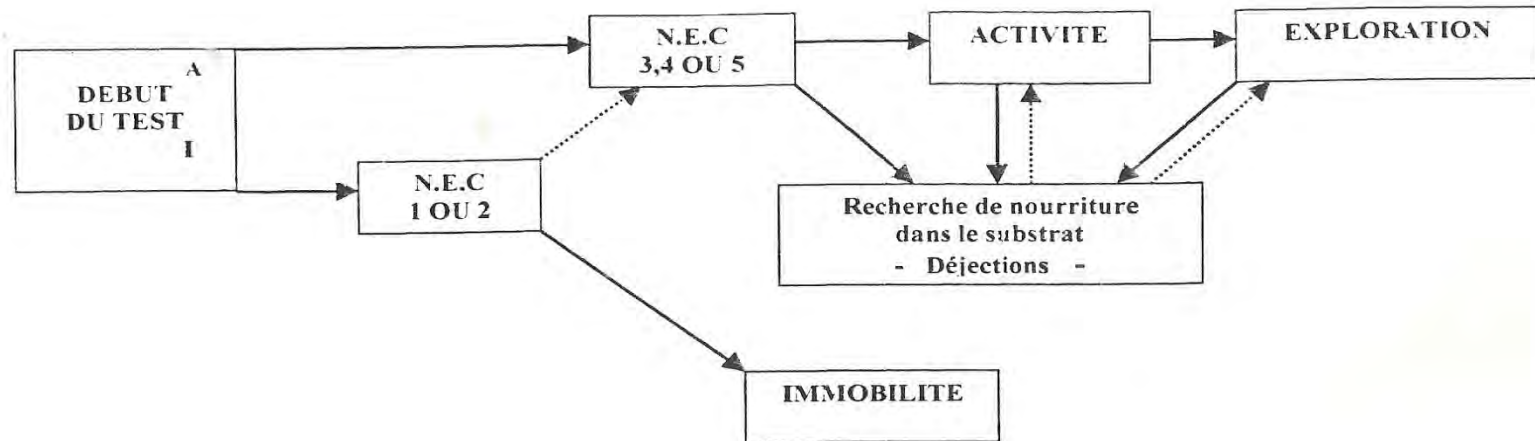 A
DEBUT
DU TEST
I
N.E.C
3,4 OU 5
ACTIVITE
EXPLORATION
N.E.C
1 OU 2
Recherche de nourriture
dans le substrat
- Déjections -
IMMOBILITE